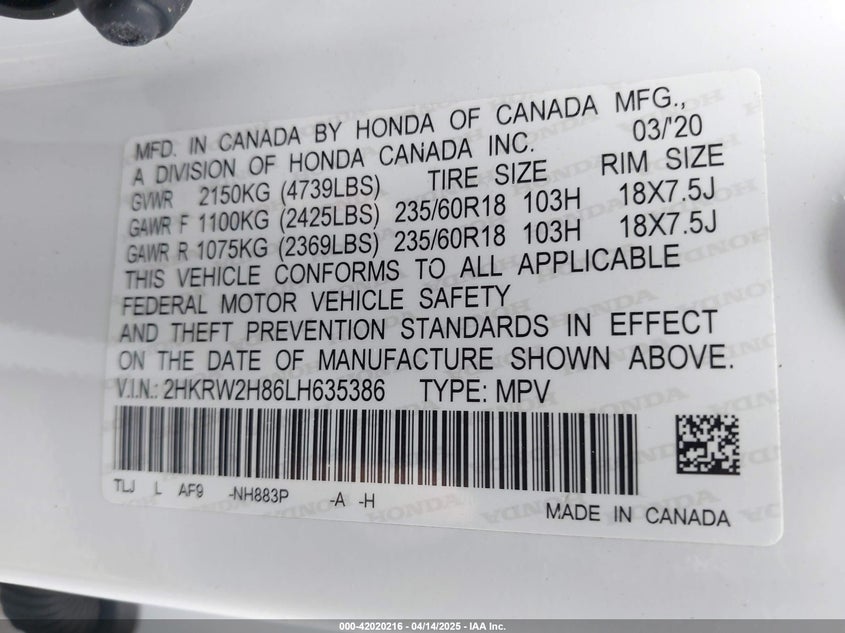 MFD. IN CANADA BY HONDA OF CANADA MFG.,
A DIVISION OF HONDA CANADA INC. 03/'20
GVWR 2150KG (4739LBS) TIRE SIZE RIM SIZE
GAWR F 1100KG (2425LBS) 235/60R18 103H 18X7.5J
GAWR R 1075KG (2369LBS) 235/60R18 103H 18X7.5J
THIS VEHICLE CONFORMS TO ALL APPLICABLE
FEDERAL MOTOR VEHICLE SAFETY
AND THEFT PREVENTION STANDARDS IN EFFECT
ON THE DATE OF MANUFACTURE SHOWN ABOVE.
V.I.N.: 2HKRW2H86LH635386 TYPE: MPV
TLJ L AF9 -NH883P -A -H
MADE IN CANADA
000-42020216 - 04/14/2025 - IAA Inc.